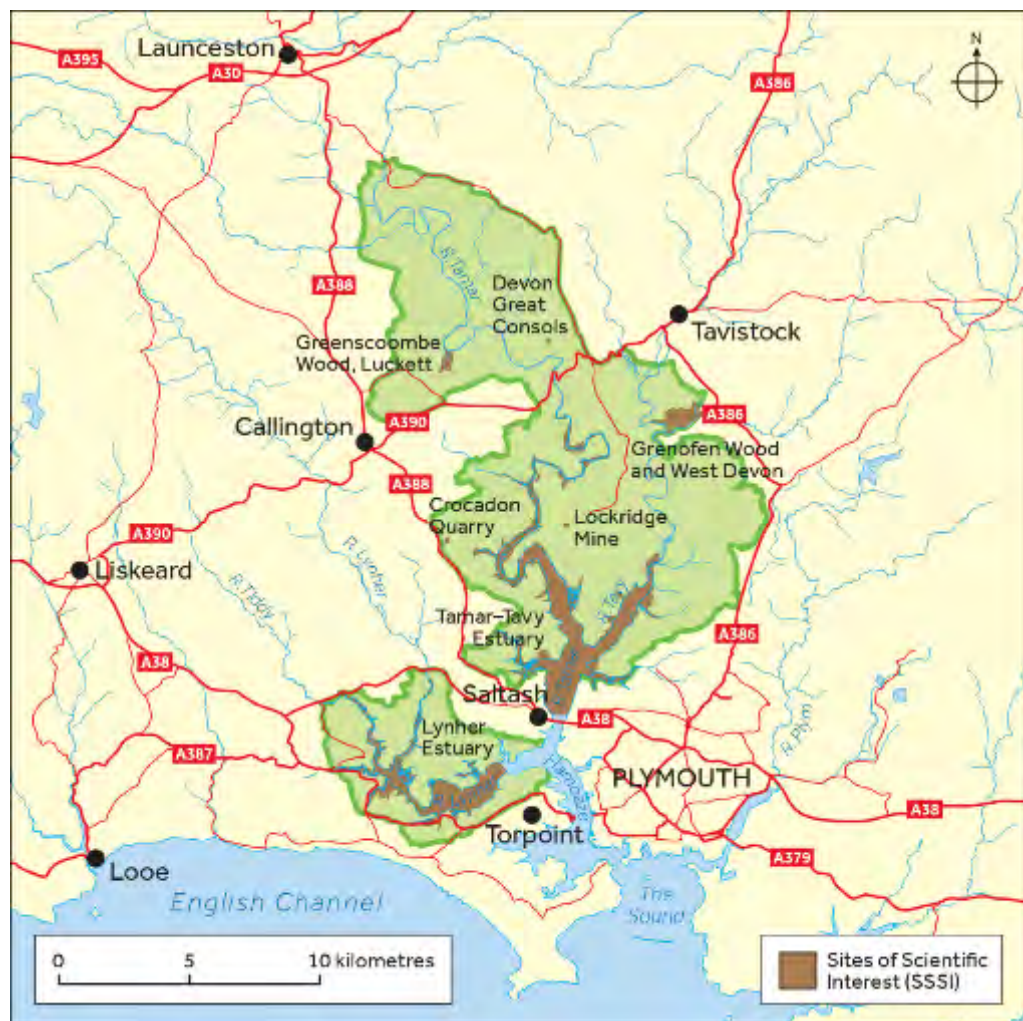 Launceston
N
A395
A30
A386
R.Tamar
Devon
Great
Consols
A388
Tavistock
Greenscoombe
Wood, Luckett
A386
A390
Callington
Grenofen Wood
and West Devon
A388
Crocadon
Quarry
Lockridge
Mine
A390
R.Lynher
Liskeard
R.Tiddy
R.Tavy
Tamar–Tavy
Estuary
A386
A38
Saltash
A38
R.Plym
Lynher
Estuary
A387
Hamoaze
PLYMOUTH
A38
Torpoint
A379
Looe
English Channel
The
Sound
0 5 10 kilometres
Sites of Scientific
Interest (SSSI)